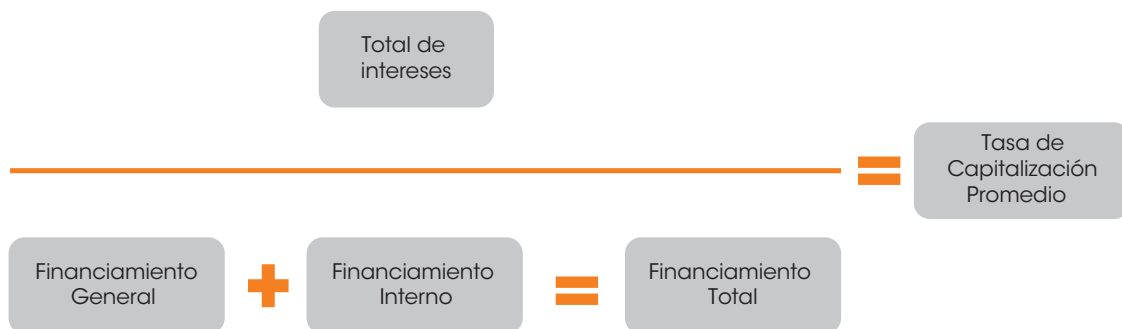 Total de
intereses
=
Tasa de
Capitalización
Promedio
Financiamiento
General
+
Financiamiento
Interno
=
Financiamiento
Total